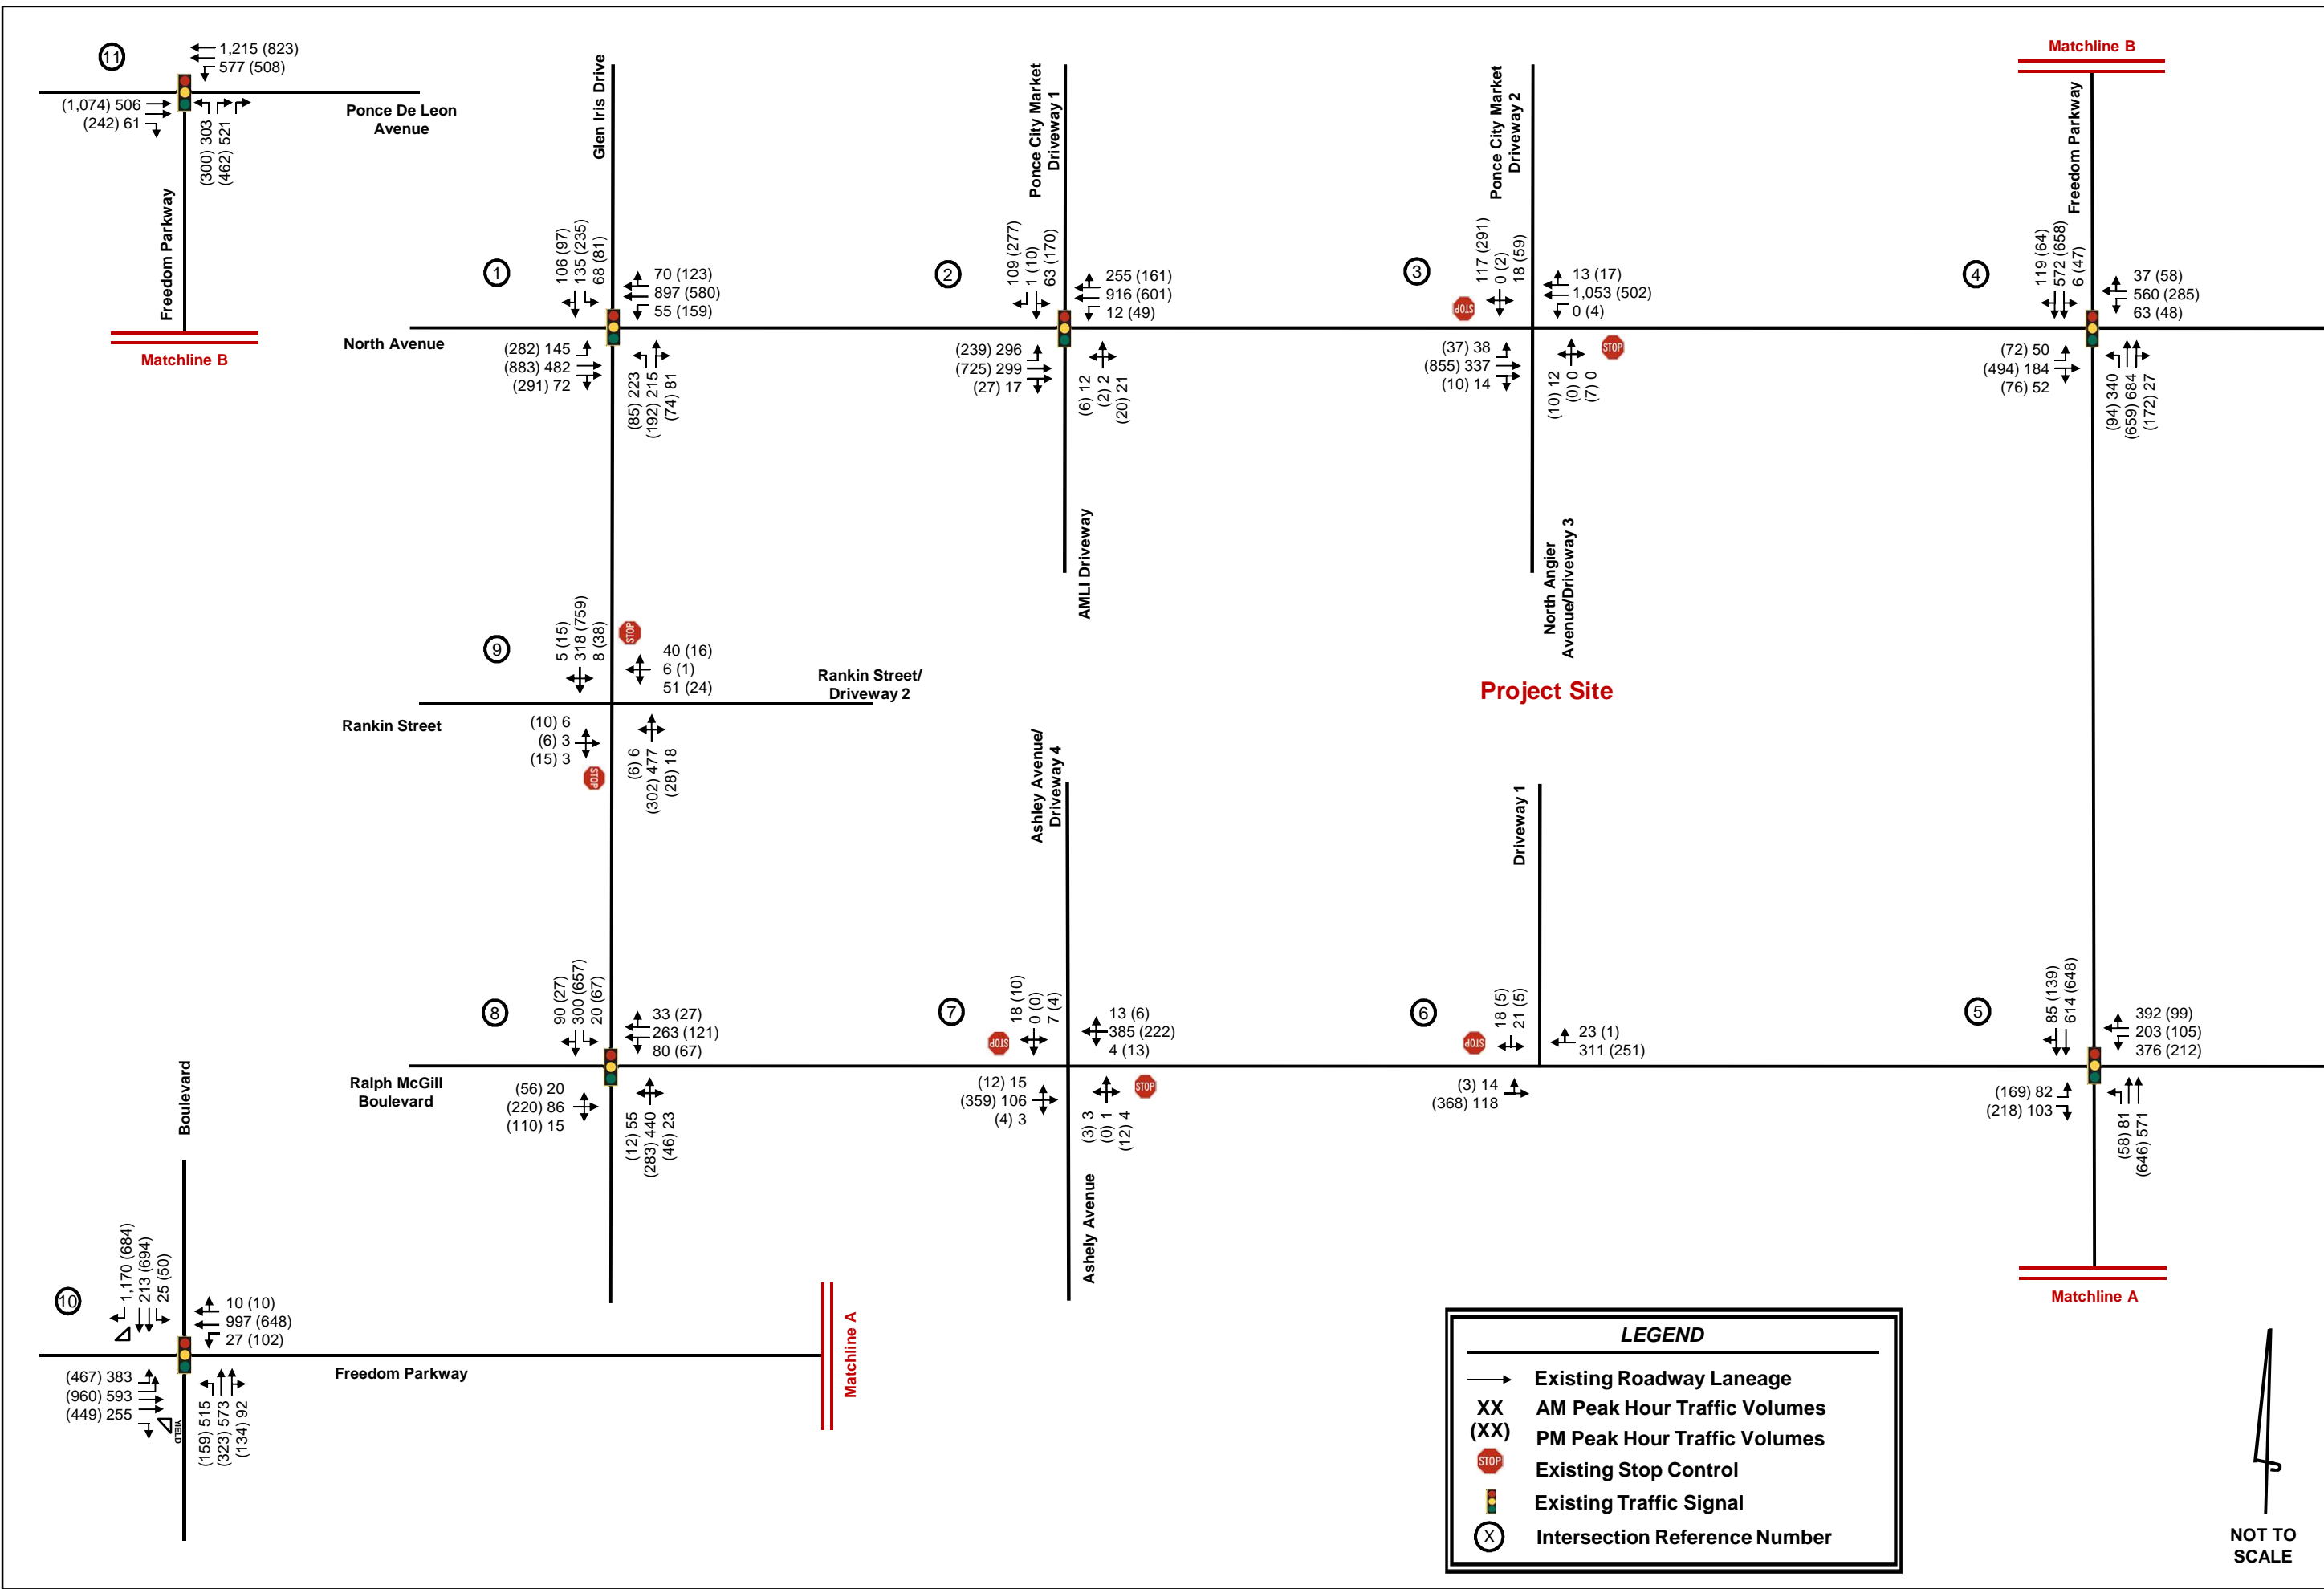 11
1,215 (823)
577 (508)
(1,074) 506
(242) 61
(300) 303
(462) 521
Ponce De Leon
Avenue
Freedom Parkway
Matchline B
Glen Iris Drive
1
106 (97)
135 (235)
68 (81)
70 (123)
897 (580)
55 (159)
North Avenue
(282) 145
(883) 482
(291) 72
(85) 223
(192) 215
(74) 81
Ponce City Market
Driveway 1
2
109 (277)
1 (10)
63 (170)
255 (161)
916 (601)
12 (49)
(239) 296
(725) 299
(27) 17
(6) 12
(2) 2
(20) 21
AMLI Driveway
Ponce City Market
Driveway 2
3
117 (291)
0 (2)
18 (59)
STOP
13 (17)
1,053 (502)
0 (4)
STOP
(37) 38
(855) 337
(10) 14
(10) 12
(0) 0
(7) 0
North Angier
Avenue/Driveway 3
Matchline B
Freedom Parkway
4
119 (64)
572 (658)
6 (47)
37 (58)
560 (285)
63 (48)
(72) 50
(494) 184
(76) 52
(94) 340
(659) 684
(172) 27
9
5 (15)
318 (759)
8 (38)
STOP
40 (16)
6 (1)
51 (24)
Rankin Street/
Driveway 2
Rankin Street
(10) 6
(6) 3
(15) 3
STOP
(6) 6
(302) 477
(28) 18
Project Site
8
90 (27)
300 (657)
20 (67)
33 (27)
263 (121)
80 (67)
Ralph McGill
Boulevard
(56) 20
(220) 86
(110) 15
(12) 55
(283) 440
(46) 23
Ashley Avenue/
Driveway 4
7
18 (10)
0 (0)
7 (4)
STOP
13 (6)
385 (222)
4 (13)
(12) 15
(359) 106
(4) 3
STOP
(3) 3
(0) 1
(12) 4
Ashely Avenue
Driveway 1
6
18 (5)
21 (5)
STOP
23 (1)
311 (251)
(3) 14
(368) 118
5
85 (139)
614 (648)
392 (99)
203 (105)
376 (212)
(169) 82
(218) 103
(58) 81
(646) 571
Matchline A
Boulevard
10
1,170 (684)
213 (694)
25 (50)
10 (10)
997 (648)
27 (102)
Freedom Parkway
(467) 383
(960) 593
(449) 255
YIELD
(159) 515
(323) 573
(134) 92
Matchline A
LEGEND
Existing Roadway Laneage
XX AM Peak Hour Traffic Volumes
(XX) PM Peak Hour Traffic Volumes
STOP Existing Stop Control
Existing Traffic Signal
X Intersection Reference Number
NOT TO
SCALE